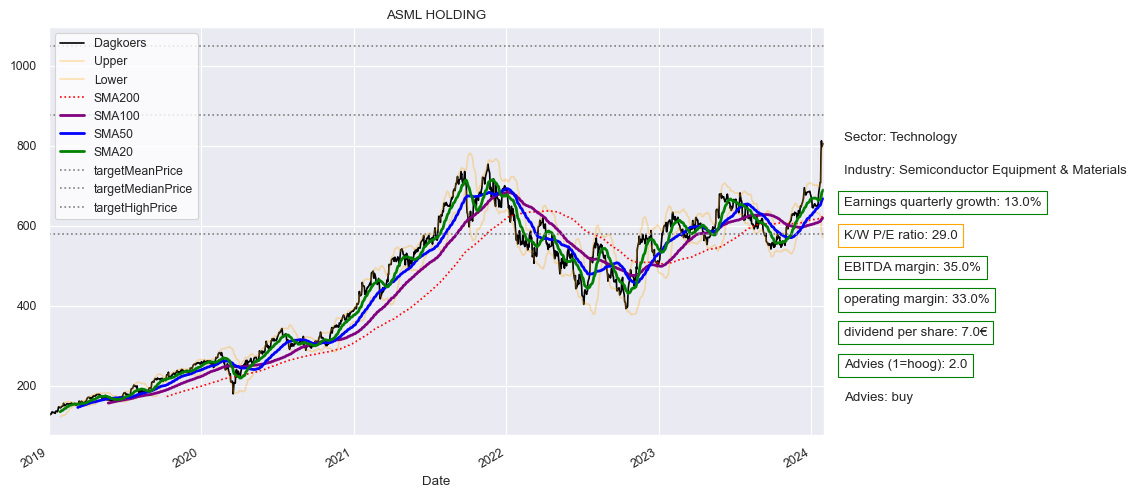 ASML HOLDING
Dagkoers
Upper
Lower
SMA200
SMA100
SMA50
SMA20
targetMeanPrice
targetMedianPrice
targetHighPrice
1000
800
600
400
200
2019
2020
2021
2022
2023
2024
Date
Sector: Technology
Industry: Semiconductor Equipment & Materials
Earnings quarterly growth: 13.0%
K/W P/E ratio: 29.0
EBITDA margin: 35.0%
operating margin: 33.0%
dividend per share: 7.0€
Advies (1=hoog): 2.0
Advies: buy